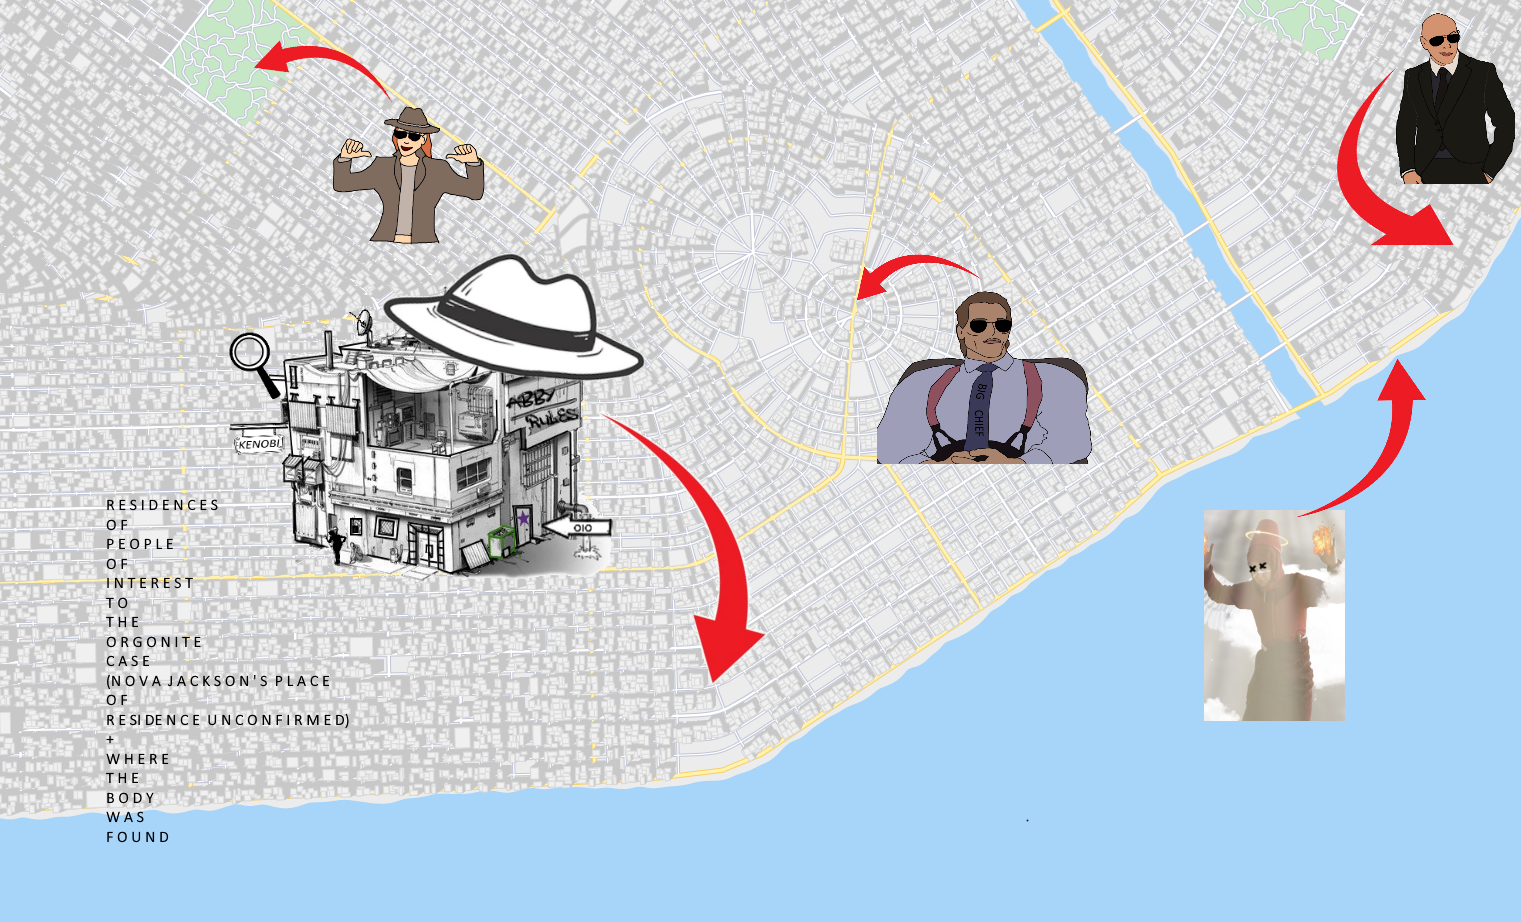 ABBY
RULES
KENOBI
OIO
BIG CHIEF
RESIDENCES
OF
PEOPLE
OF
INTEREST
TO
THE
ORGONITE
CASE
(NOVA JACKSON'S PLACE
OF
RESIDENCE UNCONFIRMED)
+
WHERE
THE
BODY
WAS
FOUND